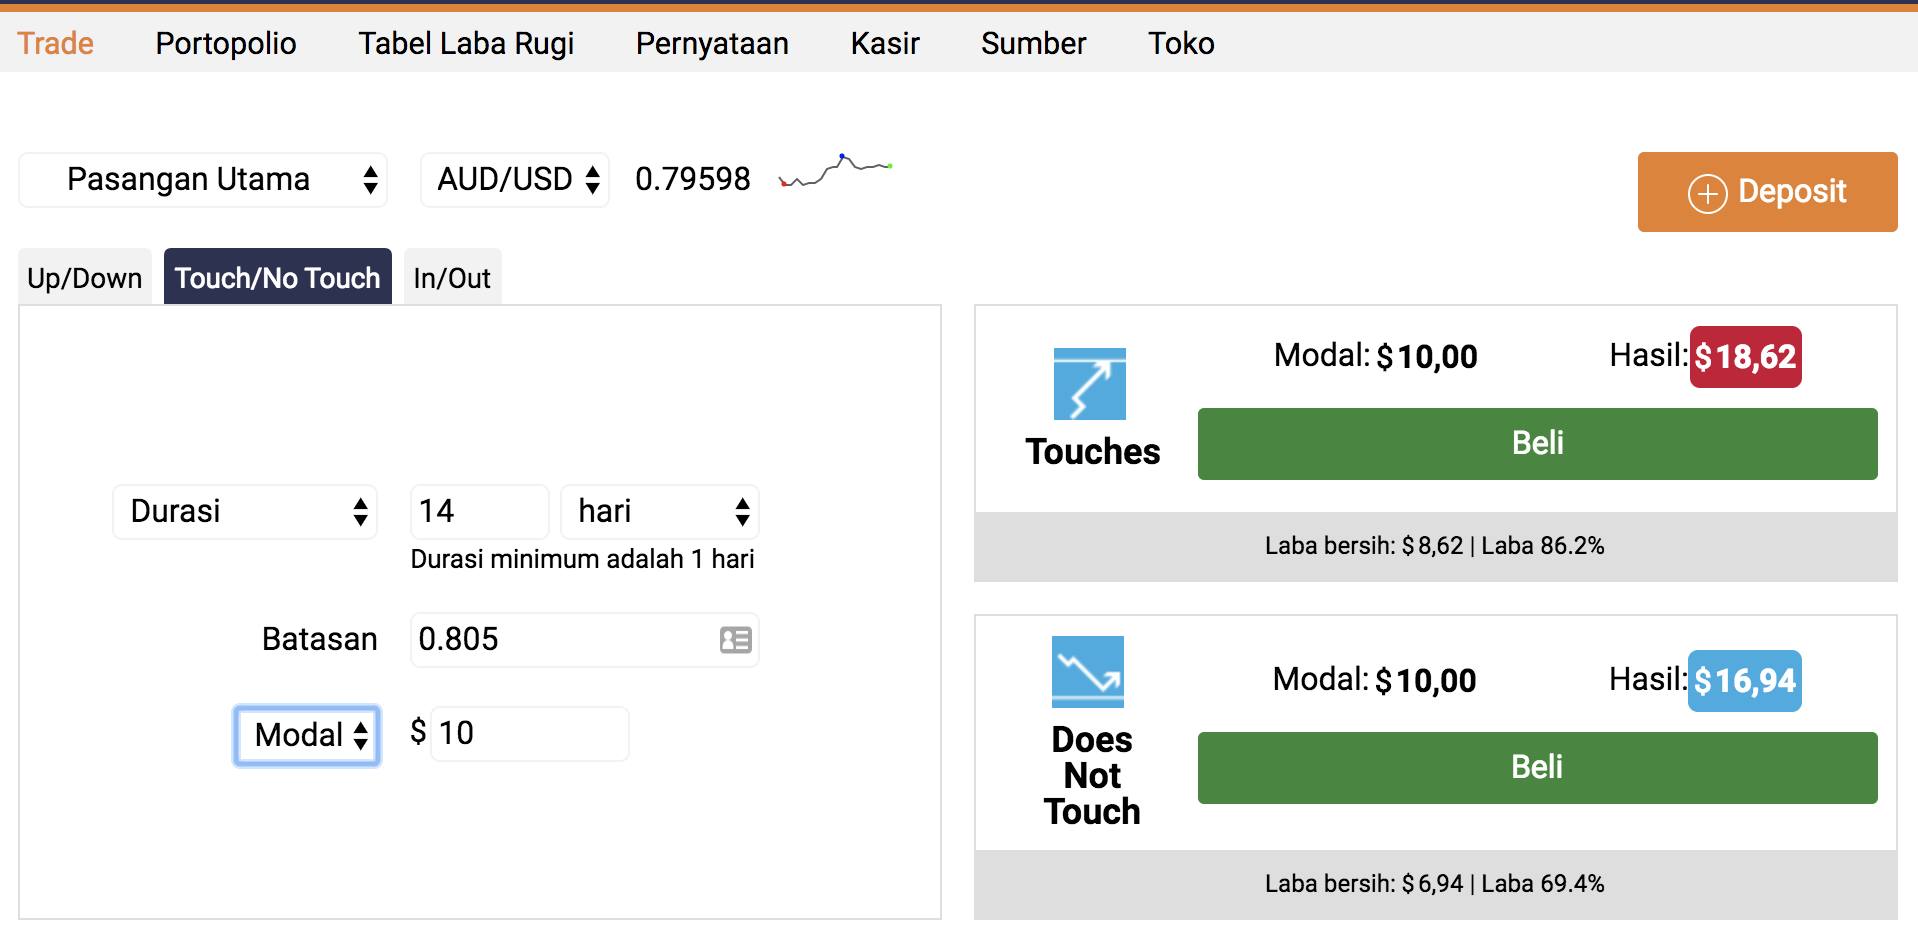 Trade Portopolio Tabel Laba Rugi Pernyataan Kasir Sumber Toko
Pasangan Utama AUD/USD 0.79598
Deposit
Up/Down Touch/No Touch In/Out
Durasi 14 hari
Durasi minimum adalah 1 hari
Batasan 0.805
Modal $ 10
Modal: $ 10,00 Hasil: $ 18,62
Touches
Beli
Laba bersih: $ 8,62 | Laba 86.2%
Modal: $ 10,00 Hasil: $ 16,94
Does
Not
Touch
Beli
Laba bersih: $ 6,94 | Laba 69.4%